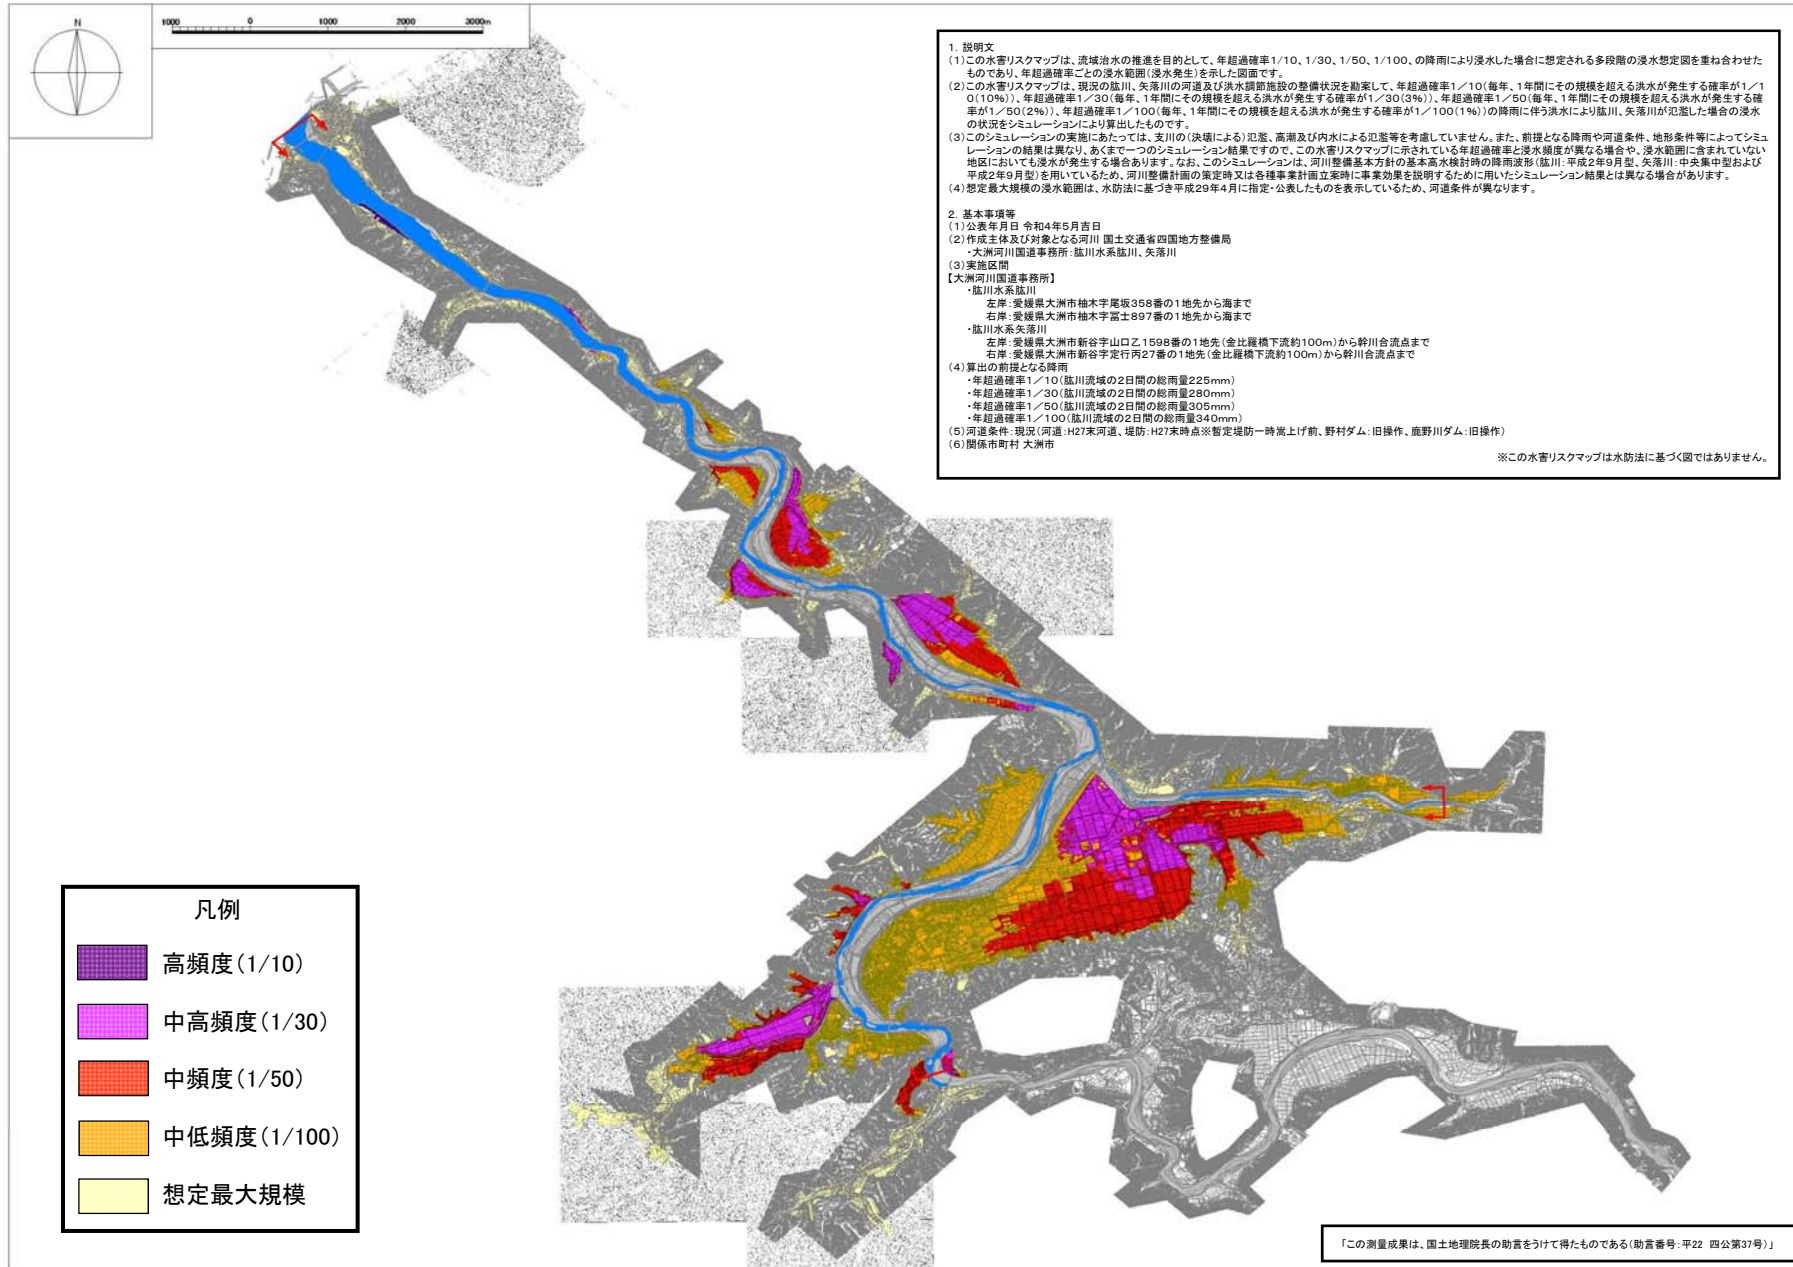 N
1000 0 1000 2000 3000m
1. 説明文
(1)この水害リスクマップは、流域治水の推進を目的として、年超過確率1/10、1/30、1/50、1/100、の降雨により浸水した場合に想定される多段階の浸水想定図を重ね合わせた
ものであり、年超過確率ごとの浸水範囲(浸水発生)を示した図面です。
(2)この水害リスクマップは、現況の肱川、矢落川の河道及び洪水調節施設の整備状況を勘案して、年超過確率1/10(毎年、1年間にその規模を超える洪水が発生する確率が1/1
0(10%))、年超過確率1/30(毎年、1年間にその規模を超える洪水が発生する確率が1/30(3%))、年超過確率1/50(毎年、1年間にその規模を超える洪水が発生する確
率が1/50(2%))、年超過確率1/100(毎年、1年間にその規模を超える洪水が発生する確率が1/100(1%))の降雨に伴う洪水により肱川、矢落川が氾濫した場合の浸水
の状況をシミュレーションにより算出したものです。
(3)このシミュレーションの実施にあたっては、支川の(決壊による)氾濫、高潮及び内水による氾濫等を考慮していません。また、前提となる降雨や河道条件、地形条件等によってシミュ
レーションの結果は異なり、あくまで一つのシミュレーション結果ですので、この水害リスクマップに示されている年超過確率と浸水頻度が異なる場合や、浸水範囲に含まれていない
地区においても浸水が発生する場合あります。なお、このシミュレーションは、河川整備基本方針の基本高水検討時の降雨波形(肱川:平成2年9月型、矢落川:中央集中型および
平成2年9月型)を用いているため、河川整備計画の策定時又は各種事業計画立案時に事業効果を説明するために用いたシミュレーション結果とは異なる場合があります。
(4)想定最大規模の浸水範囲は、水防法に基づき平成29年4月に指定・公表したものを表示しているため、河道条件が異なります。
2. 基本事項等
(1)公表年月日 令和4年5月吉日
(2)作成主体及び対象となる河川 国土交通省四国地方整備局
・大洲河川国道事務所:肱川水系肱川、矢落川
(3)実施区間
【大洲河川国道事務所】
・肱川水系肱川
左岸:愛媛県大洲市柚木字尾坂358番の1地先から海まで
右岸:愛媛県大洲市柚木字冨士897番の1地先から海まで
・肱川水系矢落川
左岸:愛媛県大洲市新谷字山口乙1598番の1地先(金比羅橋下流約100m)から幹川合流点まで
右岸:愛媛県大洲市新谷字定行丙27番の1地先(金比羅橋下流約100m)から幹川合流点まで
(4)算出の前提となる降雨
・年超過確率1/10(肱川流域の2日間の総雨量225mm)
・年超過確率1/30(肱川流域の2日間の総雨量280mm)
・年超過確率1/50(肱川流域の2日間の総雨量305mm)
・年超過確率1/100(肱川流域の2日間の総雨量340mm)
(5)河道条件:現況(河道:H27末河道、堤防:H27末時点※暫定堤防一時嵩上げ前、野村ダム:旧操作、鹿野川ダム:旧操作)
(6)関係市町村 大洲市
※この水害リスクマップは水防法に基づく図ではありません。
凡例
高頻度(1/10)
中高頻度(1/30)
中頻度(1/50)
中低頻度(1/100)
想定最大規模
「この測量成果は、国土地理院長の助言をうけて得たものである(助言番号:平22 四公第37号)」